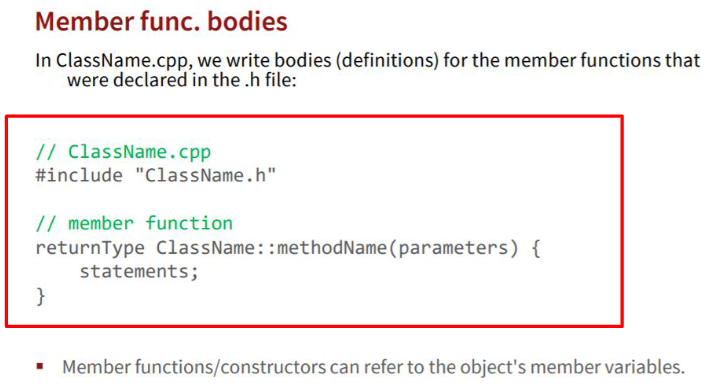 Member func. bodies
In ClassName.cpp, we write bodies (definitions) for the member functions that
were declared in the .h file:
// ClassName.cpp
#include "ClassName.h"
// member function
returnType ClassName::methodName(parameters) {
    statements;
}
▪ Member functions/constructors can refer to the object's member variables.